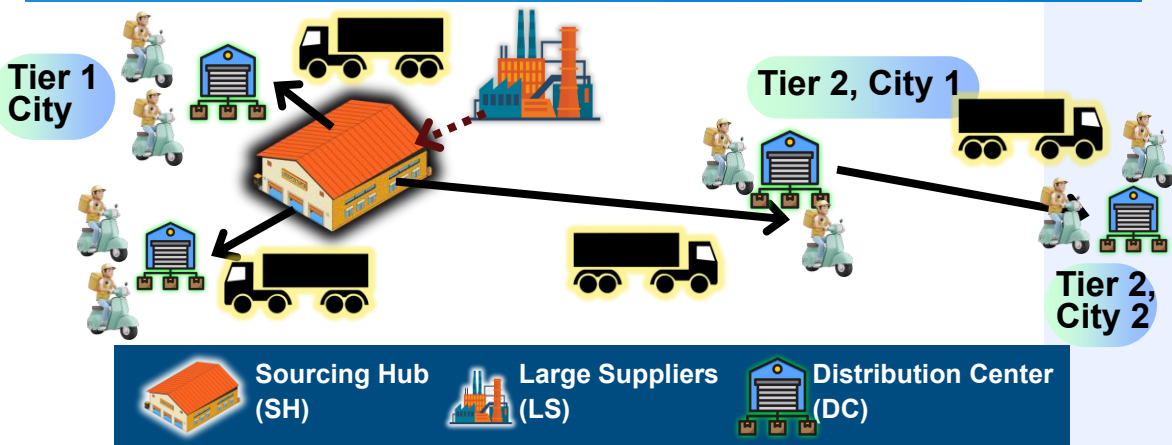 Tier 1
City
Tier 2, City 1
Tier 2,
City 2
Sourcing Hub
(SH)
Large Suppliers
(LS)
Distribution Center
(DC)